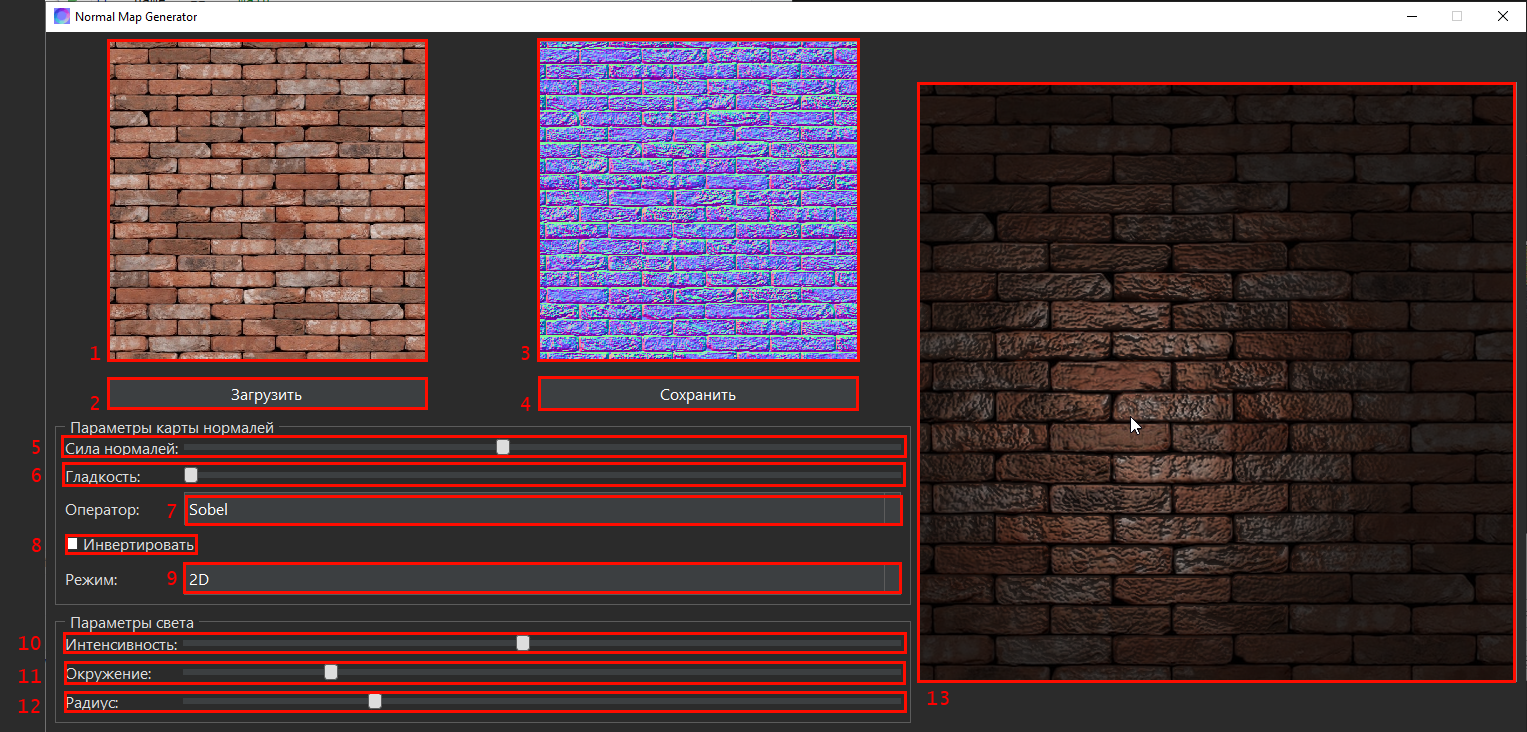 Normal Map Generator
1
3
2 Загрузить
4 Сохранить
Параметры карты нормалей
5 Сила нормалей:
6 Гладкость:
Оператор: 7 Sobel
8 Инвертировать
Режим: 9 2D
Параметры света
10 Интенсивность:
11 Окружение:
12 Радиус:
13